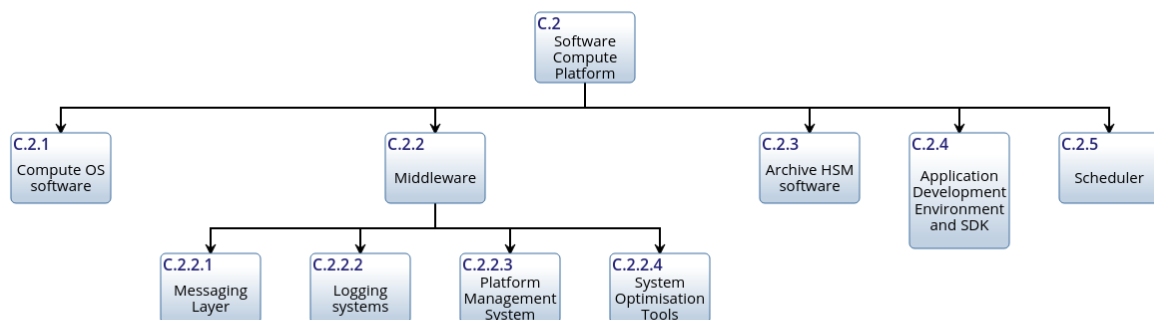 C.2
Software
Compute
Platform
C.2.1
Compute OS
software
C.2.2
Middleware
C.2.3
Archive HSM
software
C.2.4
Application
Development
Environment
and SDK
C.2.5
Scheduler
C.2.2.1
Messaging
Layer
C.2.2.2
Logging
systems
C.2.2.3
Platform
Management
System
C.2.2.4
System
Optimisation
Tools